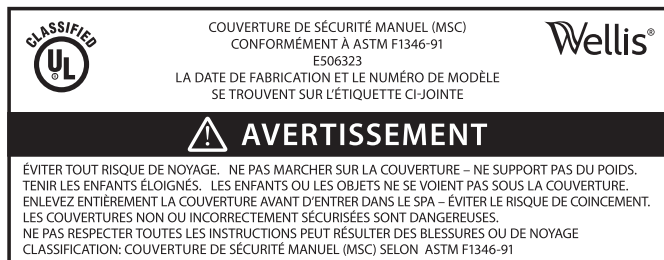 CLASSIFIED
UL
®
COUVERTURE DE SÉCURITÉ MANUEL (MSC)
CONFORMÉMENT À ASTM F1346-91
E506323
LA DATE DE FABRICATION ET LE NUMÉRO DE MODÈLE
SE TROUVENT SUR L'ÉTIQUETTE CI-JOINTE
Wellis®
AVERTISSEMENT
ÉVITER TOUT RISQUE DE NOYAGE. NE PAS MARCHER SUR LA COUVERTURE – NE SUPPORT PAS DU POIDS.
TENIR LES ENFANTS ÉLOIGNÉS. LES ENFANTS OU LES OBJETS NE SE VOIENT PAS SOUS LA COUVERTURE.
ENLEVEZ ENTIÈREMENT LA COUVERTURE AVANT D'ENTRER DANS LE SPA – ÉVITER LE RISQUE DE COINCEMENT.
LES COUVERTURES NON OU INCORRECTEMENT SÉCURISÉES SONT DANGEREUSES.
NE PAS RESPECTER TOUTES LES INSTRUCTIONS PEUT RÉSULTER DES BLESSURES OU DE NOYAGE
CLASSIFICATION: COUVERTURE DE SÉCURITÉ MANUEL (MSC) SELON ASTM F1346-91